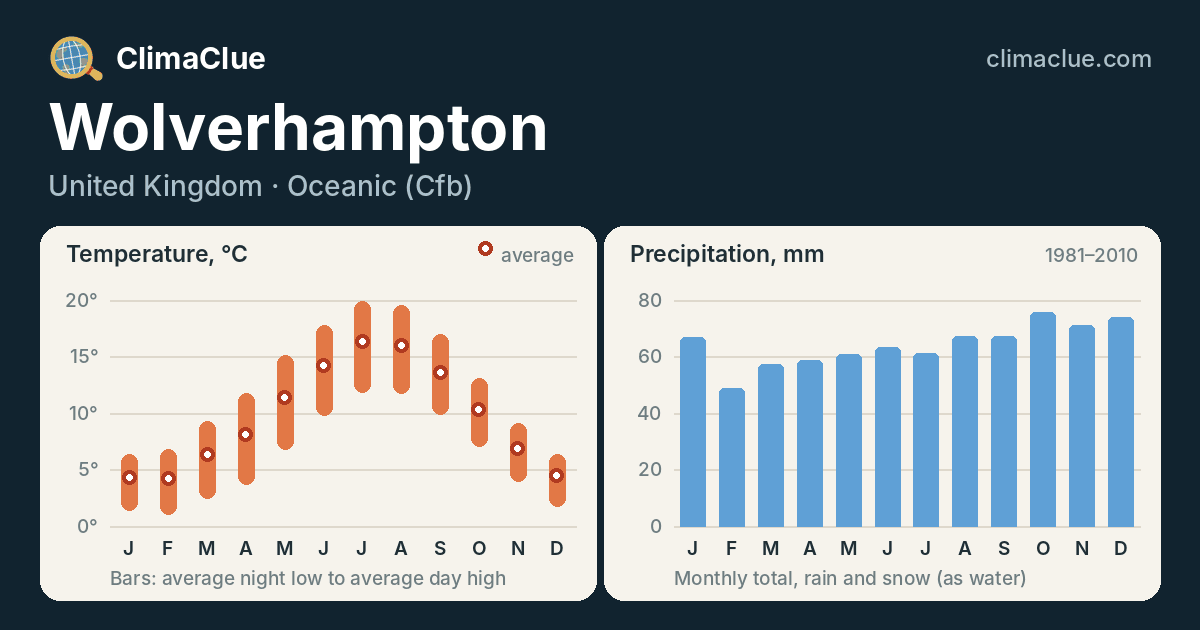 ClimaClue
climaclue.com
Wolverhampton
United Kingdom · Oceanic (Cfb)
Temperature, °C
average
20°
15°
10°
5°
0°
J F M A M J J A S O N D
Bars: average night low to average day high
Precipitation, mm
1981–2010
80
60
40
20
0
J F M A M J J A S O N D
Monthly total, rain and snow (as water)